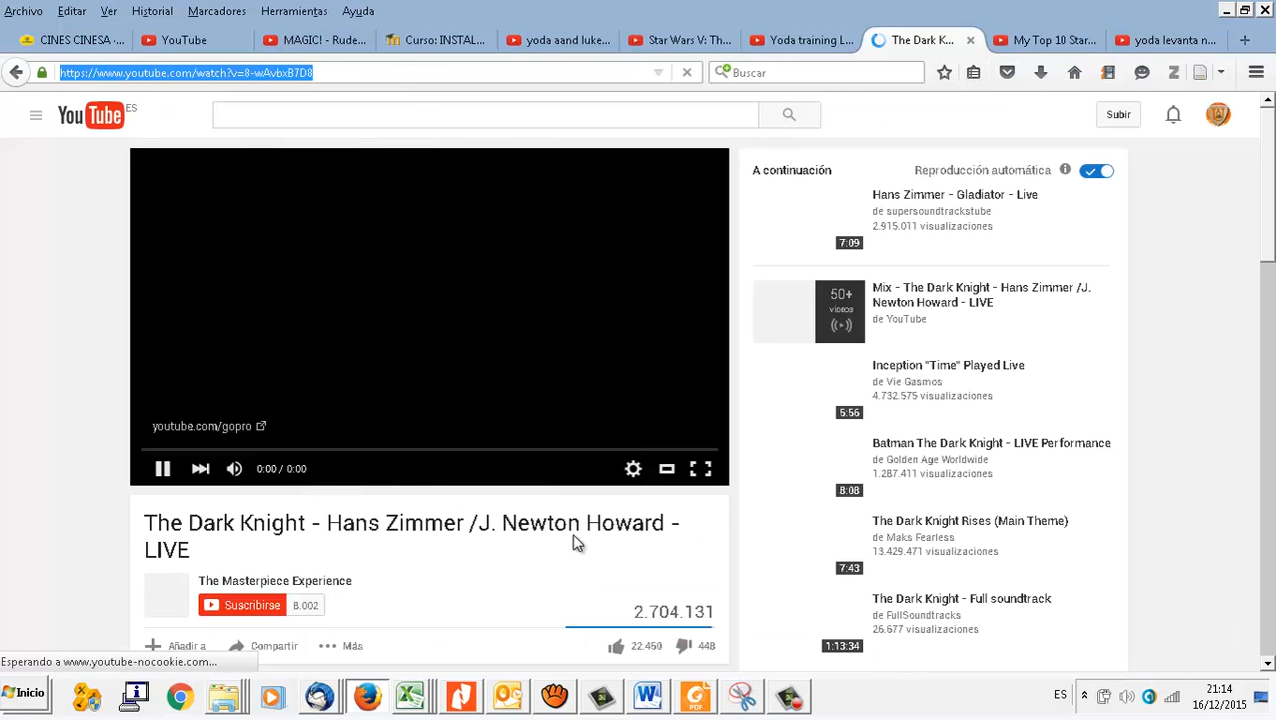 Archivo Editar Ver Historial Marcadores Herramientas Ayuda
CINES CINESA -... YouTube MAGIC! - Rude... Curso: INSTAL... yoda aand luke... Star Wars V: Th... Yoda training L... The Dark K... My Top 10 Star... yoda levanta n...
https://www.youtube.com/watch?v=8-wAvbxB7D8 Buscar
YouTube ES Subir
A continuación Reproducción automática
Hans Zimmer - Gladiator - Live
de supersoundtrackstube
2.915.011 visualizaciones
7:09
50+
VÍDEOS
Mix - The Dark Knight - Hans Zimmer /J.
Newton Howard - LIVE
de YouTube
Inception "Time" Played Live
de Vie Gasmos
4.732.575 visualizaciones
5:56
Batman The Dark Knight - LIVE Performance
de Golden Age Worldwide
1.287.411 visualizaciones
8:08
The Dark Knight Rises (Main Theme)
de Maks Fearless
13.429.471 visualizaciones
7:43
The Dark Knight - Full soundtrack
de FullSoundtracks
26.677 visualizaciones
1:13:34
youtube.com/gopro
0:00 / 0:00
The Dark Knight - Hans Zimmer /J. Newton Howard -
LIVE
The Masterpiece Experience
Suscribirse 8.002
2.704.131
Añadir a Compartir Más 22.450 448
Esperando a www.youtube-nocookie.com...
Inicio
PDF
ES
21:14
16/12/2015